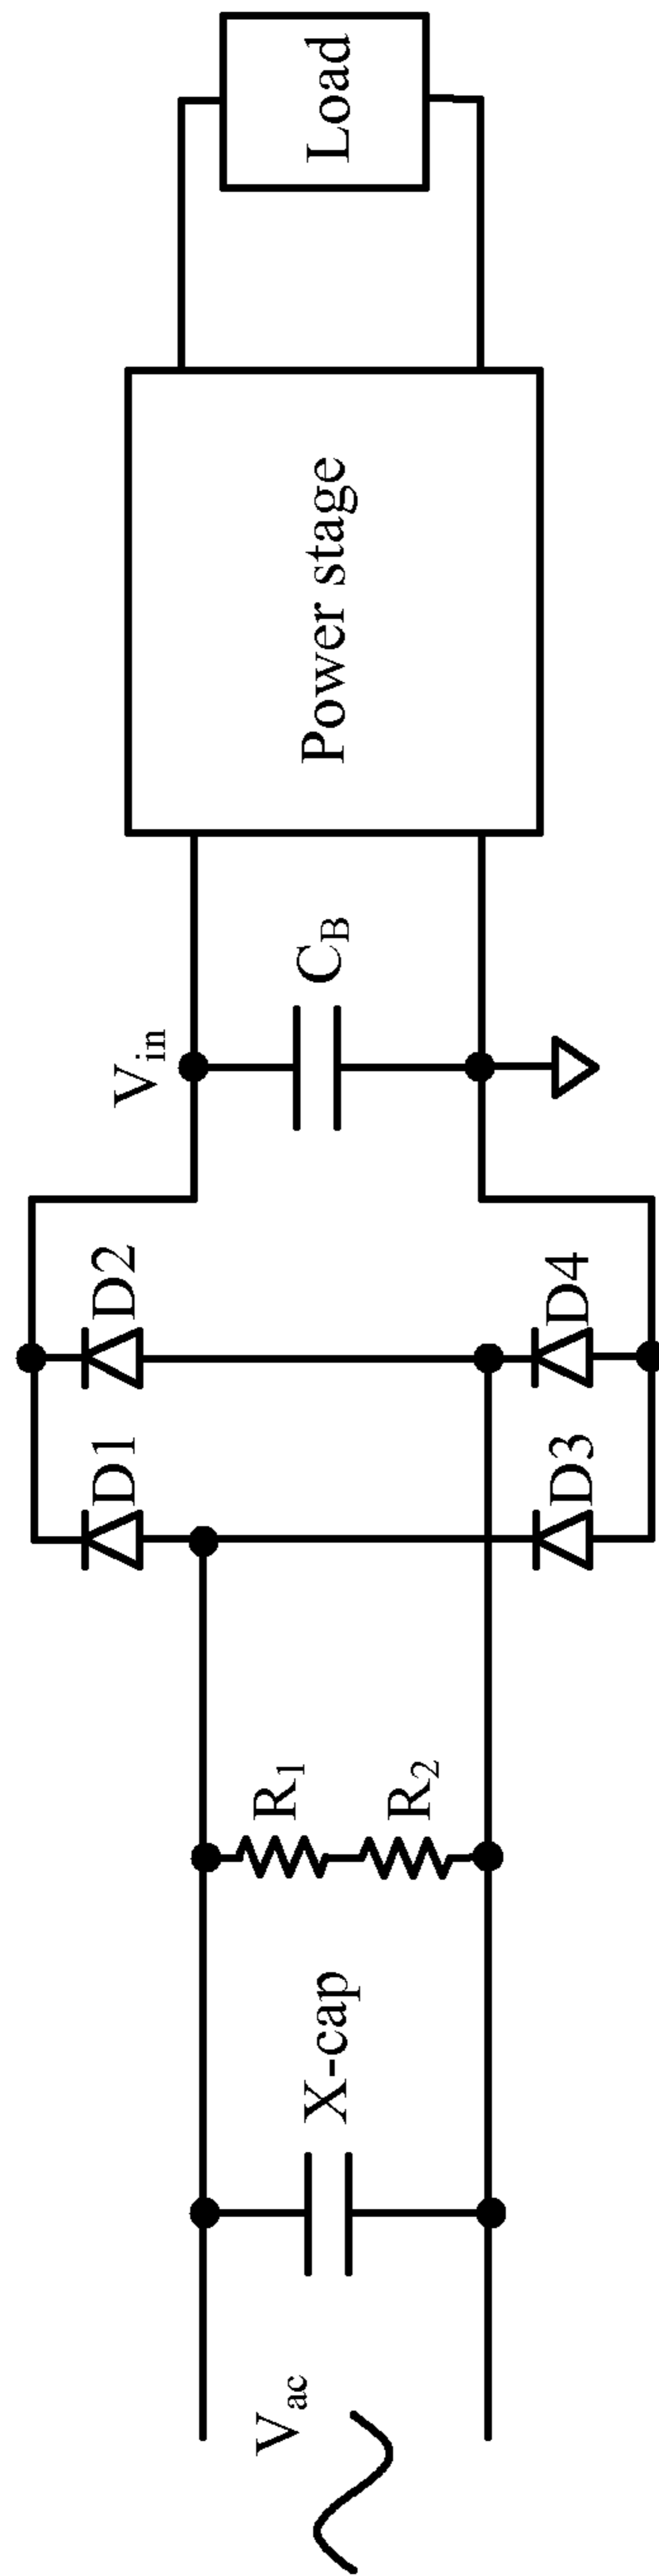 V_ac
X-cap
R_1
R_2
D1
D2
D3
D4
V_in
C_B
Power stage
Load